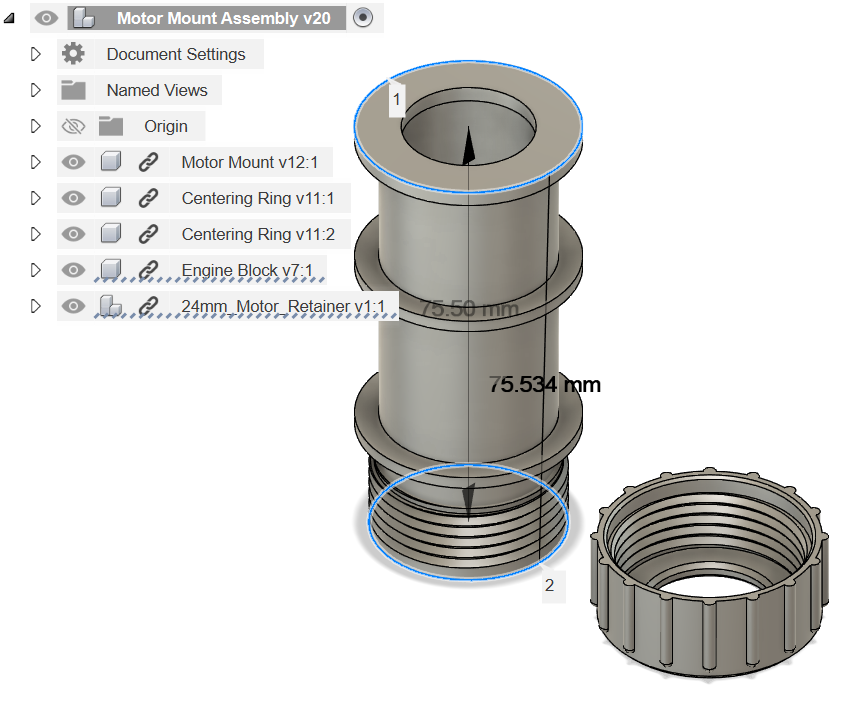 Motor Mount Assembly v20
Document Settings
Named Views
Origin
Motor Mount v12:1
Centering Ring v11:1
Centering Ring v11:2
Engine Block v7:1
24mm_Motor_Retainer v1:1
1
75.50 mm
75.534 mm
2